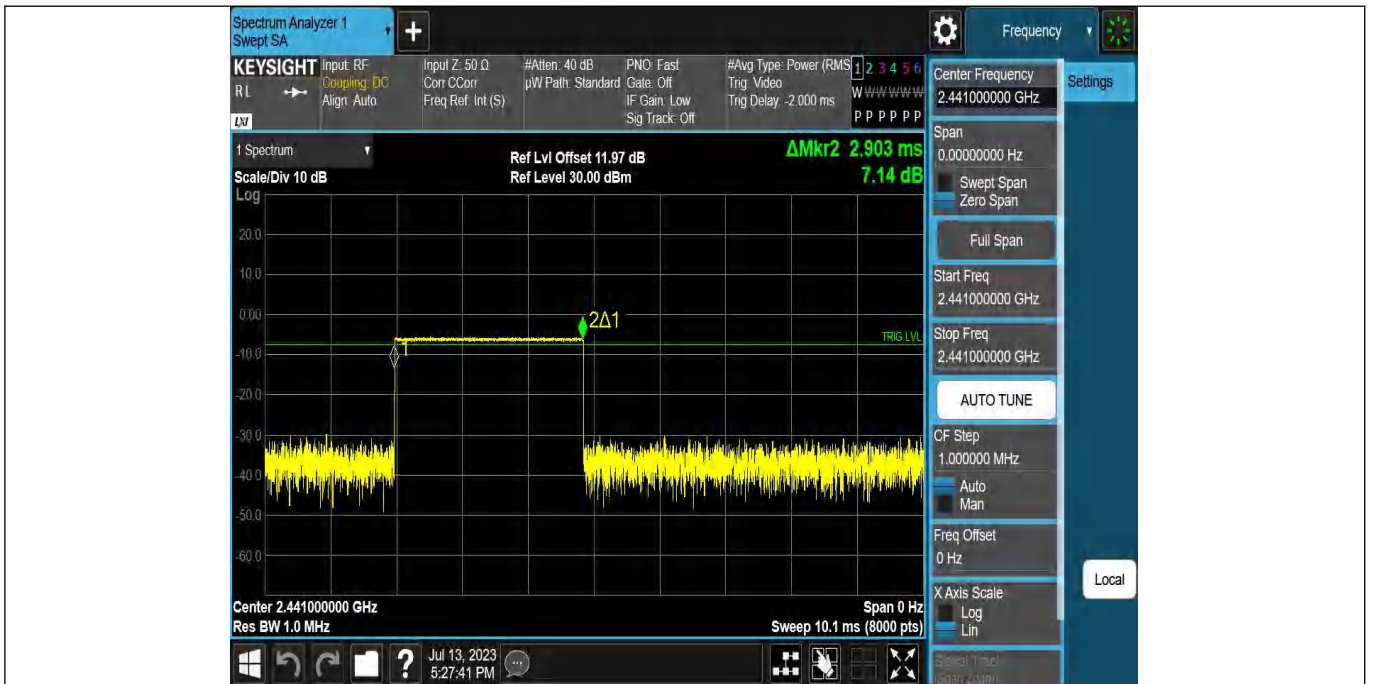 Spectrum Analyzer 1
Swept SA
+
Frequency
KEYSIGHT
RL
LXI
Input: RF
Coupling: DC
Align: Auto
Input Z: 50 Ω
Corr CCorr
Freq Ref: Int (S)
#Atten: 40 dB
µW Path: Standard
PNO: Fast
Gate: Off
IF Gain: Low
Sig Track: Off
#Avg Type: Power (RMS
Trig: Video
Trig Delay: -2.000 ms
1 2 3 4 5 6
W W W W W W
P P P P P P
1 Spectrum
Scale/Div 10 dB
Log
Ref Lvl Offset 11.97 dB
Ref Level 30.00 dBm
ΔMkr2 2.903 ms
7.14 dB
20.0
10.0
0.00
-10.0
-20.0
-30.0
-40.0
-50.0
-60.0
2Δ1
1
TRIG LVL
Center 2.441000000 GHz
Res BW 1.0 MHz
Span 0 Hz
Sweep 10.1 ms (8000 pts)
Jul 13, 2023
5:27:41 PM
Center Frequency
2.441000000 GHz
Settings
Span
0.00000000 Hz
Swept Span
Zero Span
Full Span
Start Freq
2.441000000 GHz
Stop Freq
2.441000000 GHz
AUTO TUNE
CF Step
1.000000 MHz
Auto
Man
Freq Offset
0 Hz
X Axis Scale
Log
Lin
Signal Track
(Span Zoom)
Local